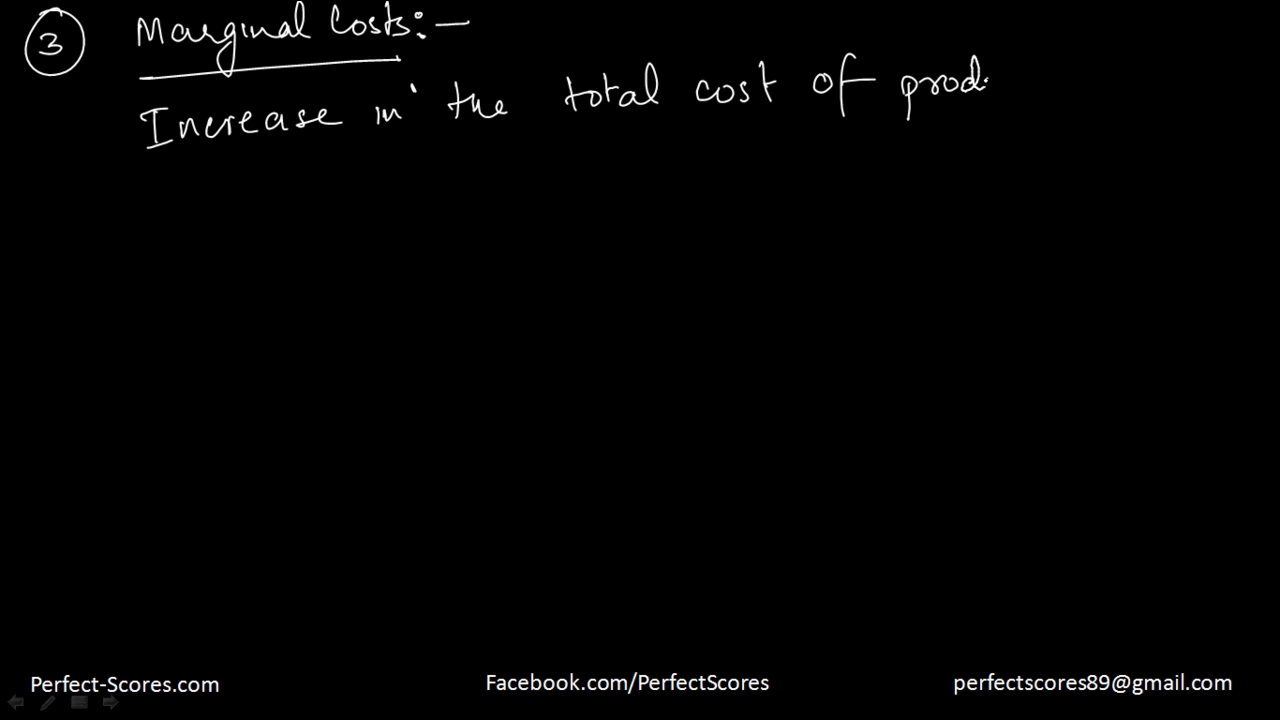 3 Marginal Costs:-
Increase in the total cost of prod
Perfect-Scores.com
Facebook.com/PerfectScores
perfectscores89@gmail.com